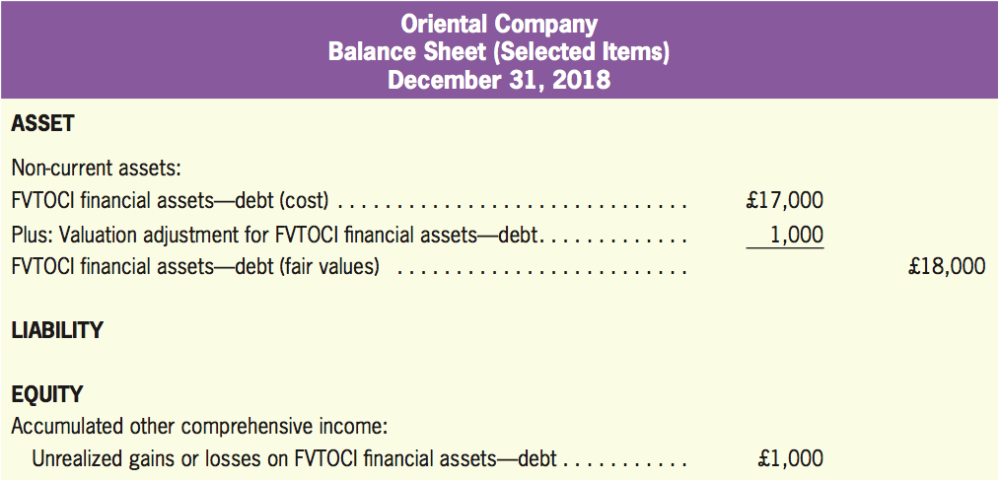 Oriental Company
Balance Sheet (Selected Items)
December 31, 2018
ASSET
Non-current assets:
FVTOCI financial assets—debt (cost) . . . . . . . . . . . . . . . . . . . . . . . . . . . . . . . £17,000
Plus: Valuation adjustment for FVTOCI financial assets—debt. . . . . . . . . . . . . 1,000
FVTOCI financial assets—debt (fair values) . . . . . . . . . . . . . . . . . . . . . . . . . £18,000
LIABILITY
EQUITY
Accumulated other comprehensive income:
Unrealized gains or losses on FVTOCI financial assets—debt . . . . . . . . . . . £1,000